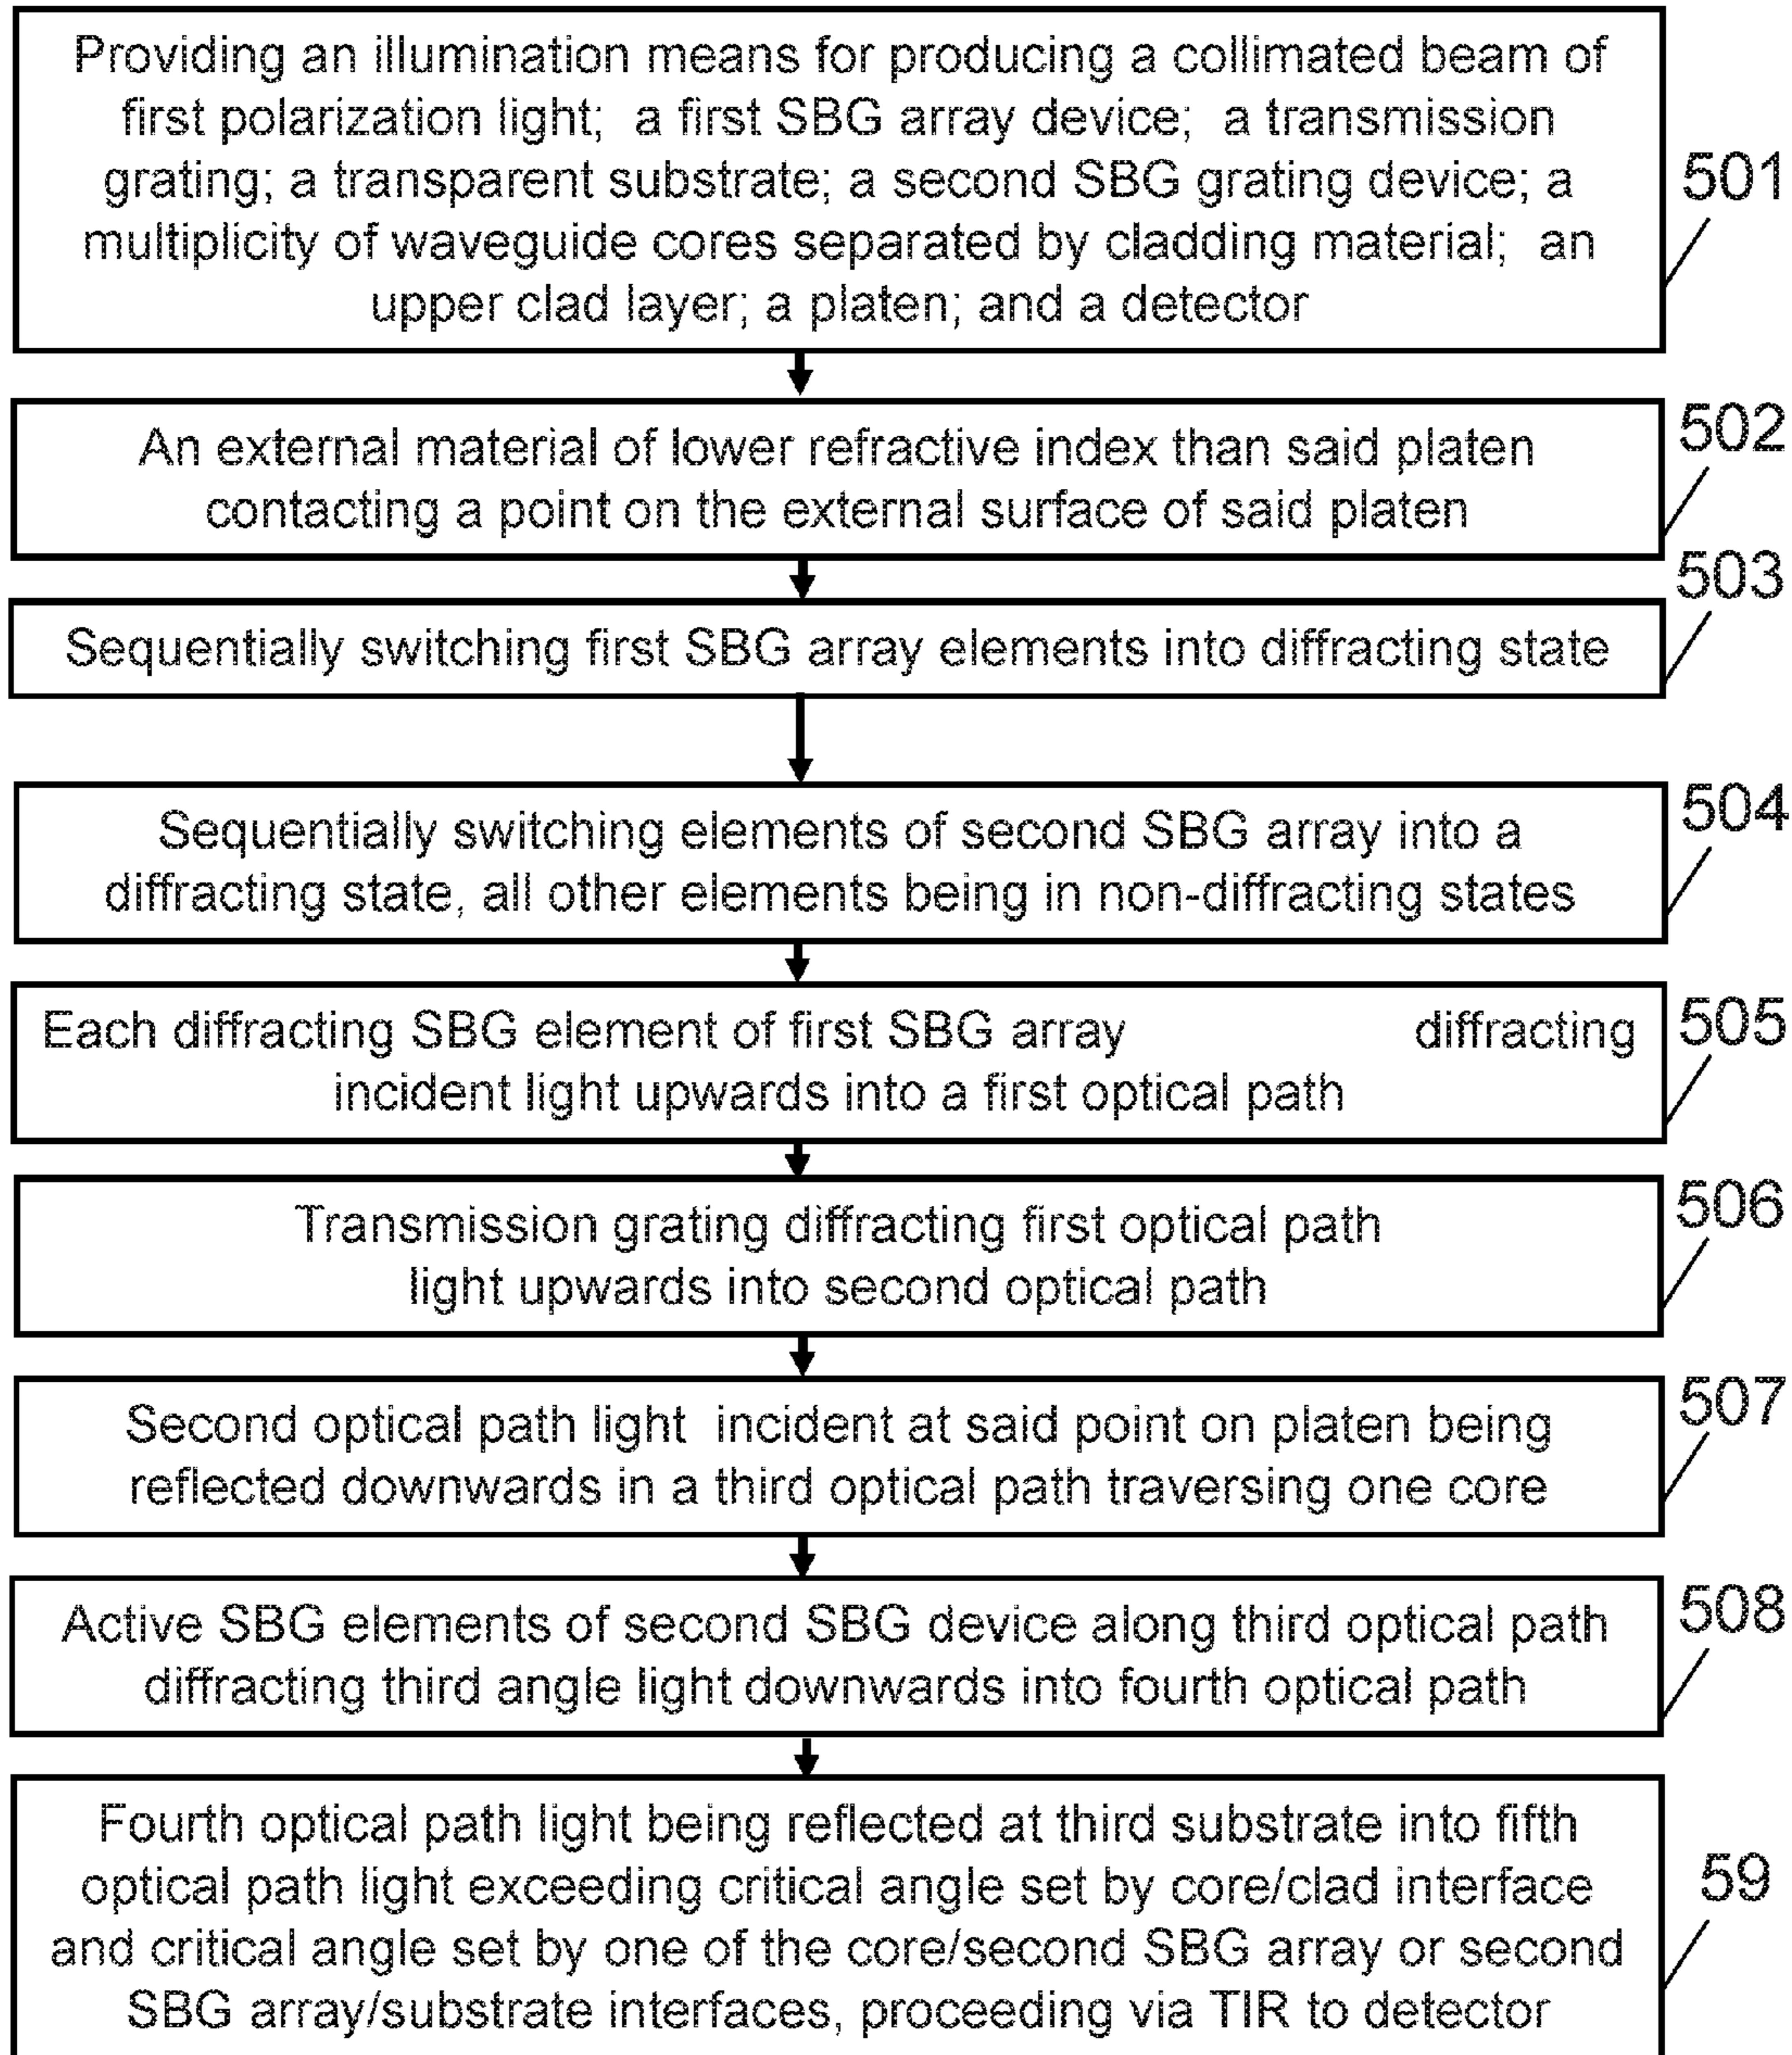 Providing an illumination means for producing a collimated beam of
first polarization light; a first SBG array device; a transmission
grating; a transparent substrate; a second SBG grating device; a
multiplicity of waveguide cores separated by cladding material; an
upper clad layer; a platen; and a detector
501
An external material of lower refractive index than said platen
contacting a point on the external surface of said platen
502
Sequentially switching first SBG array elements into diffracting state
503
Sequentially switching elements of second SBG array into a
diffracting state, all other elements being in non-diffracting states
504
Each diffracting SBG element of first SBG array diffracting
incident light upwards into a first optical path
505
Transmission grating diffracting first optical path
light upwards into second optical path
506
Second optical path light incident at said point on platen being
reflected downwards in a third optical path traversing one core
507
Active SBG elements of second SBG device along third optical path
diffracting third angle light downwards into fourth optical path
508
Fourth optical path light being reflected at third substrate into fifth
optical path light exceeding critical angle set by core/clad interface
and critical angle set by one of the core/second SBG array or second
SBG array/substrate interfaces, proceeding via TIR to detector
59